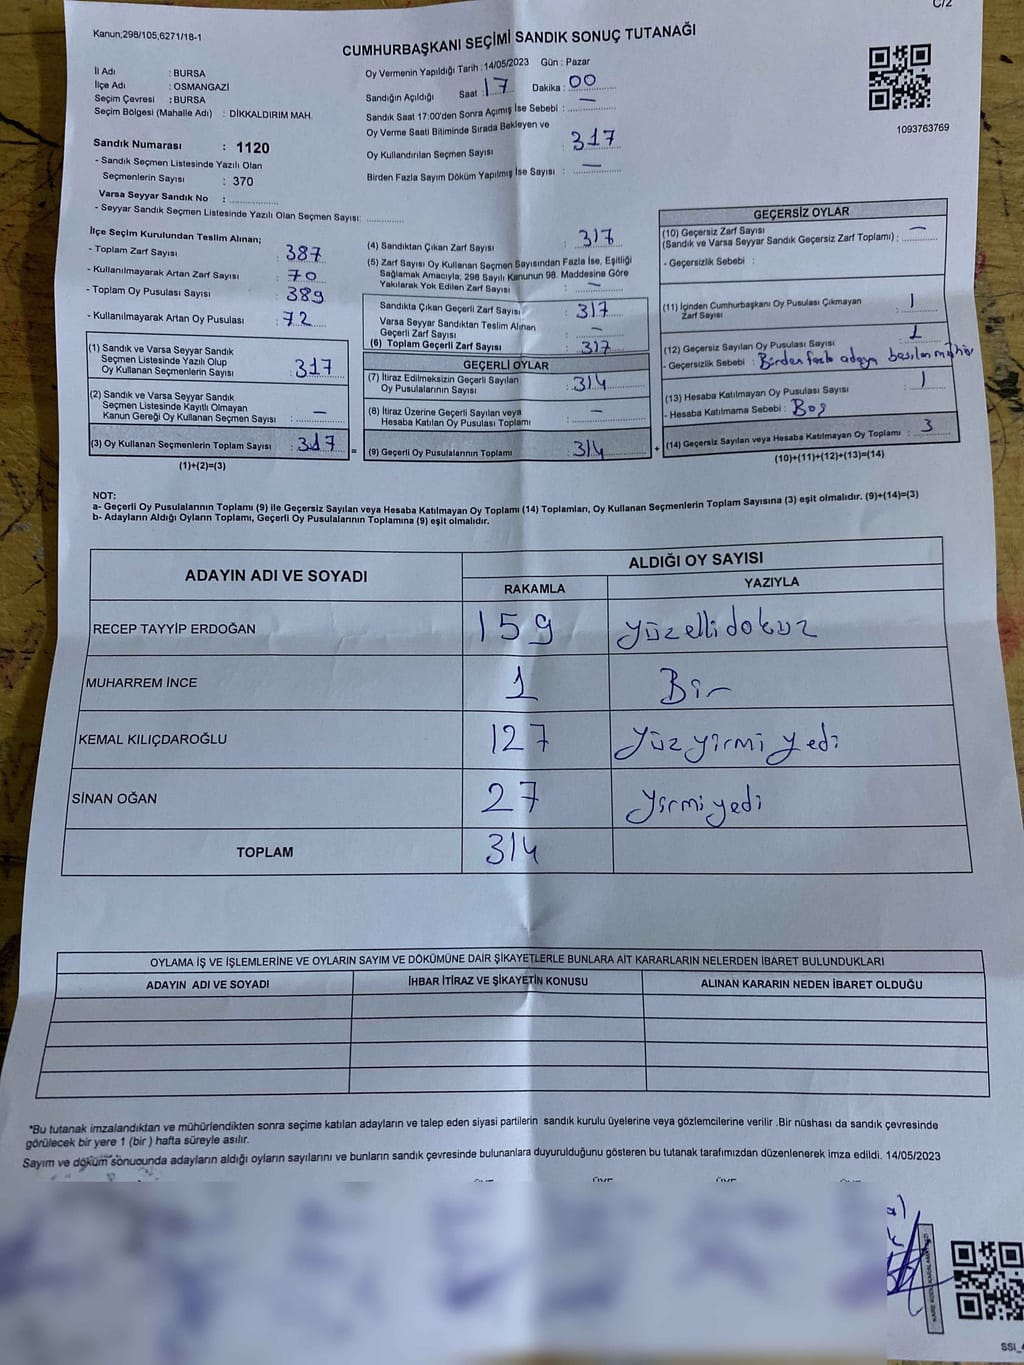 C/2
Kanun;298/105,6271/18-1
CUMHURBAŞKANI SEÇİMİ SANDIK SONUÇ TUTANAĞI
İl Adı : BURSA
İlçe Adı : OSMANGAZİ
Seçim Çevresi : BURSA
Seçim Bölgesi (Mahalle Adı) : DİKKALDIRIM MAH.
Oy Vermenin Yapıldığı Tarih : 14/05/2023 Gün : Pazar
Sandığın Açıldığı Saat 17 Dakika : 00
Sandık Saat 17:00'den Sonra Açımış İse Sebebi : —
Oy Verme Saati Bitiminde Sırada Bekleyen ve
Oy Kullandırılan Seçmen Sayısı : 317
Birden Fazla Sayım Döküm Yapılmış İse Sayısı : —
1093763769
Sandık Numarası : 1120
- Sandık Seçmen Listesinde Yazılı Olan
Seçmenlerin Sayısı : 370
Varsa Seyyar Sandık No :
- Seyyar Sandık Seçmen Listesinde Yazılı Olan Seçmen Sayısı:
İlçe Seçim Kurulundan Teslim Alınan;
- Toplam Zarf Sayısı : 387
- Kullanılmayarak Artan Zarf Sayısı : 70
- Toplam Oy Pusulası Sayısı : 389
- Kullanılmayarak Artan Oy Pusulası : 72
(1) Sandık ve Varsa Seyyar Sandık
Seçmen Listesinde Yazılı Olup
Oy Kullanan Seçmenlerin Sayısı : 317
(2) Sandık ve Varsa Seyyar Sandık
Seçmen Listesinde Kayıtlı Olmayan
Kanun Gereği Oy Kullanan Seçmen Sayısı : —
(3) Oy Kullanan Seçmenlerin Toplam Sayısı : 317
(1)+(2)=(3)
(4) Sandıktan Çıkan Zarf Sayısı : 317
(5) Zarf Sayısı Oy Kullanan Seçmen Sayısından Fazla İse, Eşitliği
Sağlamak Amacıyla; 298 Sayılı Kanunun 98. Maddesine Göre
Yakılarak Yok Edilen Zarf Sayısı : —
Sandıkta Çıkan Geçerli Zarf Sayısı : 317
Varsa Seyyar Sandıktan Teslim Alınan
Geçerli Zarf Sayısı : —
(6) Toplam Geçerli Zarf Sayısı : 317
GEÇERLİ OYLAR
(7) İtiraz Edilmeksizin Geçerli Sayılan
Oy Pusulalarının Sayısı : 314
(8) İtiraz Üzerine Geçerli Sayılan veya
Hesaba Katılan Oy Pusulası Toplamı : —
= (9) Geçerli Oy Pusulalarının Toplamı : 314
GEÇERSİZ OYLAR
(10) Geçersiz Zarf Sayısı
(Sandık ve Varsa Seyyar Sandık Geçersiz Zarf Toplamı) : —
- Geçersizlik Sebebi :
(11) İçinden Cumhurbaşkanı Oy Pusulası Çıkmayan
Zarf Sayısı : 1
(12) Geçersiz Sayılan Oy Pusulası Sayısı : 1
- Geçersizlik Sebebi : Birden fazla adaya basılan mühür
(13) Hesaba Katılmayan Oy Pusulası Sayısı : 1
- Hesaba Katılmama Sebebi : Boş
+ (14) Geçersiz Sayılan veya Hesaba Katılmayan Oy Toplamı : 3
(10)+(11)+(12)+(13)=(14)
NOT:
a- Geçerli Oy Pusulalarının Toplamı (9) ile Geçersiz Sayılan veya Hesaba Katılmayan Oy Toplamı (14) Toplamları, Oy Kullanan Seçmenlerin Toplam Sayısına (3) eşit olmalıdır. (9)+(14)=(3)
b- Adayların Aldığı Oyların Toplamı, Geçerli Oy Pusulalarının Toplamına (9) eşit olmalıdır.
ADAYIN ADI VE SOYADI
ALDIĞI OY SAYISI
RAKAMLA YAZIYLA
RECEP TAYYİP ERDOĞAN 159 yüzellidokuz
MUHARREM İNCE 1 Bir
KEMAL KILIÇDAROĞLU 127 yüzyirmi yedi
SİNAN OĞAN 27 yirmiyedi
TOPLAM 314
OYLAMA İŞ VE İŞLEMLERİNE VE OYLARIN SAYIM VE DÖKÜMÜNE DAİR ŞİKAYETLERLE BUNLARA AİT KARARLARIN NELERDEN İBARET BULUNDUKLARI
ADAYIN ADI VE SOYADI İHBAR İTİRAZ VE ŞİKAYETİN KONUSU ALINAN KARARIN NEDEN İBARET OLDUĞU
*Bu tutanak imzalandıktan ve mühürlendikten sonra seçime katılan adayların ve talep eden siyasi partilerin sandık kurulu üyelerine veya gözlemcilerine verilir .Bir nüshası da sandık çevresinde
görülecek bir yere 1 (bir ) hafta süreyle asılır.
Sayım ve döküm sonucunda adayların aldığı oyların sayılarını ve bunların sandık çevresinde bulunanlara duyurulduğunu gösteren bu tutanak tarafımızdan düzenlenerek imza edildi. 14/05/2023